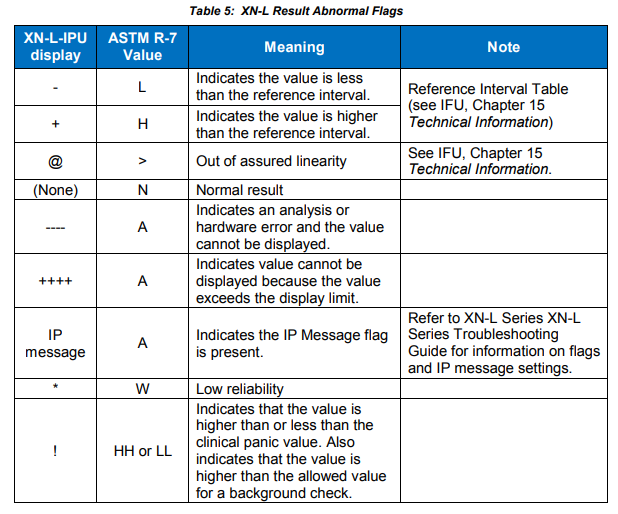 Table 5:  XN-L Result Abnormal Flags
XN-L-IPU display | ASTM R-7 Value | Meaning | Note
- | L | Indicates the value is less than the reference interval. | Reference Interval Table (see IFU, Chapter 15 Technical Information)
+ | H | Indicates the value is higher than the reference interval.
@ | > | Out of assured linearity | See IFU, Chapter 15 Technical Information.
(None) | N | Normal result
---- | A | Indicates an analysis or hardware error and the value cannot be displayed.
++++ | A | Indicates value cannot be displayed because the value exceeds the display limit.
IP message | A | Indicates the IP Message flag is present. | Refer to XN-L Series XN-L Series Troubleshooting Guide for information on flags and IP message settings.
* | W | Low reliability
! | HH or LL | Indicates that the value is higher than or less than the clinical panic value. Also indicates that the value is higher than the allowed value for a background check.